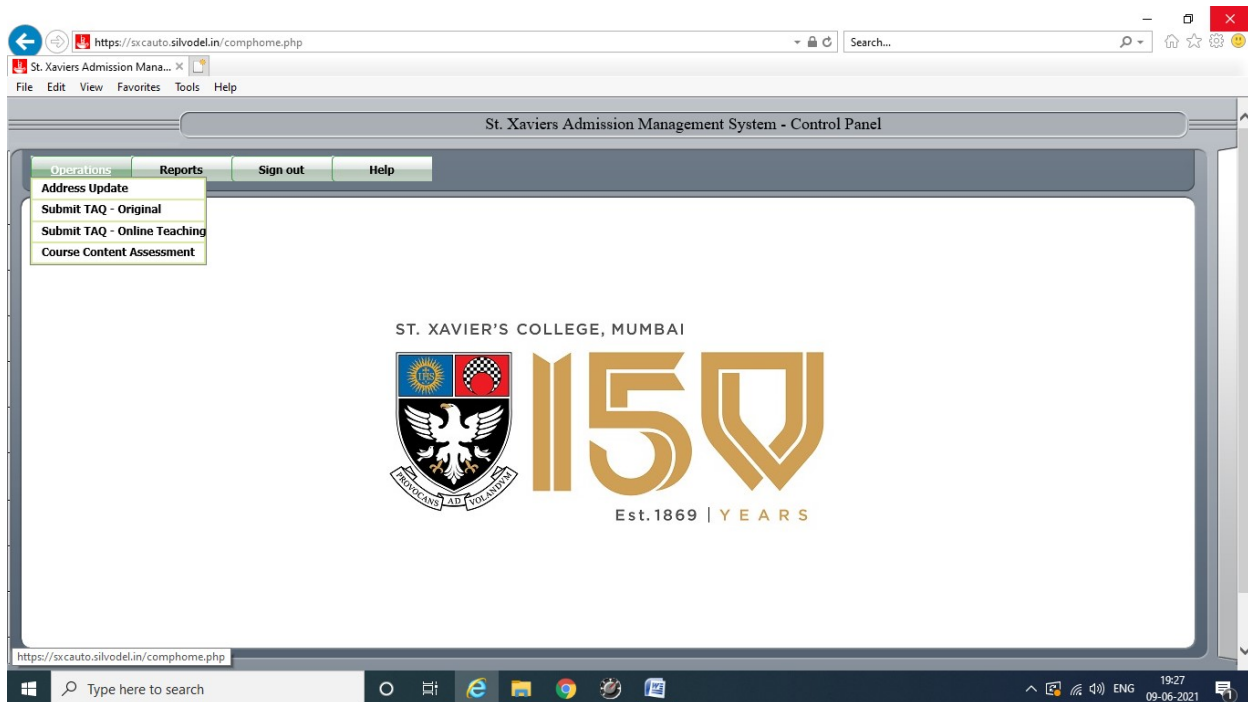 https://sxcauto.silvodel.in/comphome.php
Search...
St. Xaviers Admission Mana...
File Edit View Favorites Tools Help
St. Xaviers Admission Management System - Control Panel
Operations Reports Sign out Help
Address Update
Submit TAQ - Original
Submit TAQ - Online Teaching
Course Content Assessment
ST. XAVIER'S COLLEGE, MUMBAI
IHS
150
PROVOCANS AD VOLANDVM
Est.1869 | YEARS
https://sxcauto.silvodel.in/comphome.php
Type here to search
ENG
19:27
09-06-2021
1